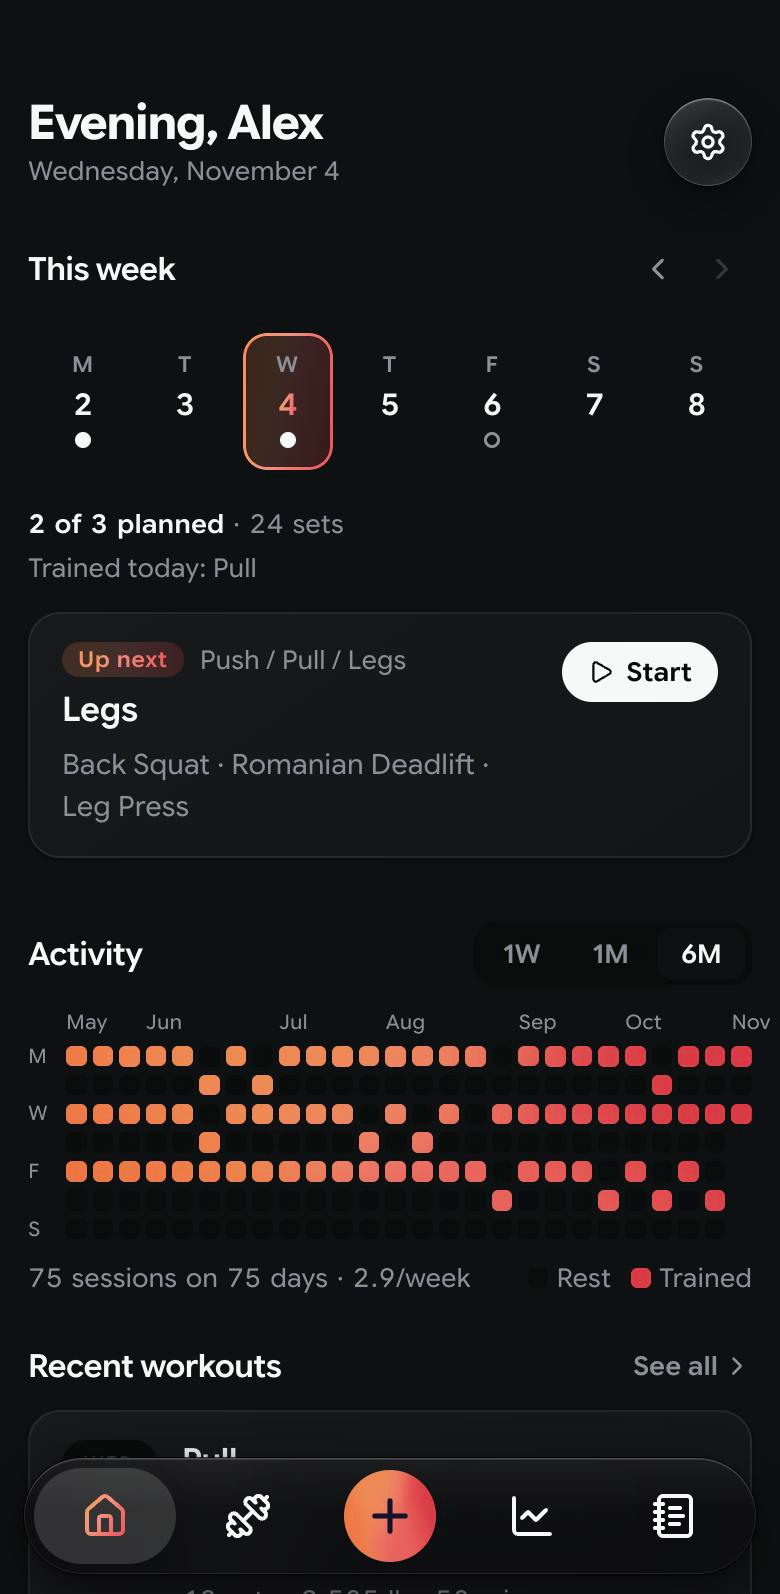 Evening, Alex
Wednesday, November 4
This week
M T W T F S S
2 3 4 5 6 7 8
2 of 3 planned · 24 sets
Trained today: Pull
Up next Push / Pull / Legs
Start
Legs
Back Squat · Romanian Deadlift ·
Leg Press
Activity 1W 1M 6M
May Jun Jul Aug Sep Oct Nov
M
W
F
S
75 sessions on 75 days · 2.9/week Rest Trained
Recent workouts See all
Pull